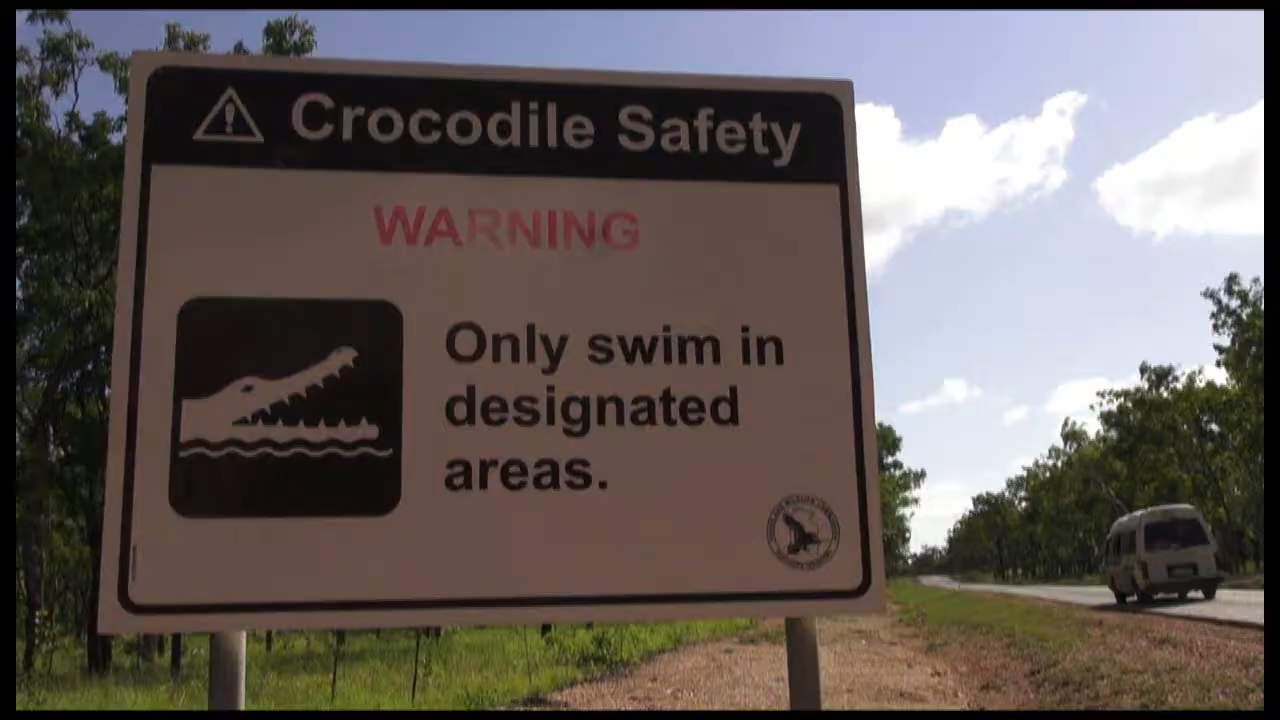 Crocodile Safety
WARNING
Only swim in
designated
areas.